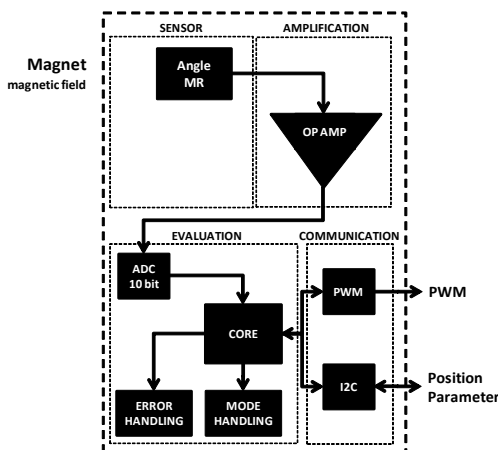 SENSOR
AMPLIFICATION
Magnet
magnetic field
Angle
MR
OP AMP
EVALUATION
COMMUNICATION
ADC
10 bit
CORE
PWM
PWM
I2C
Position
Parameter
ERROR
HANDLING
MODE
HANDLING